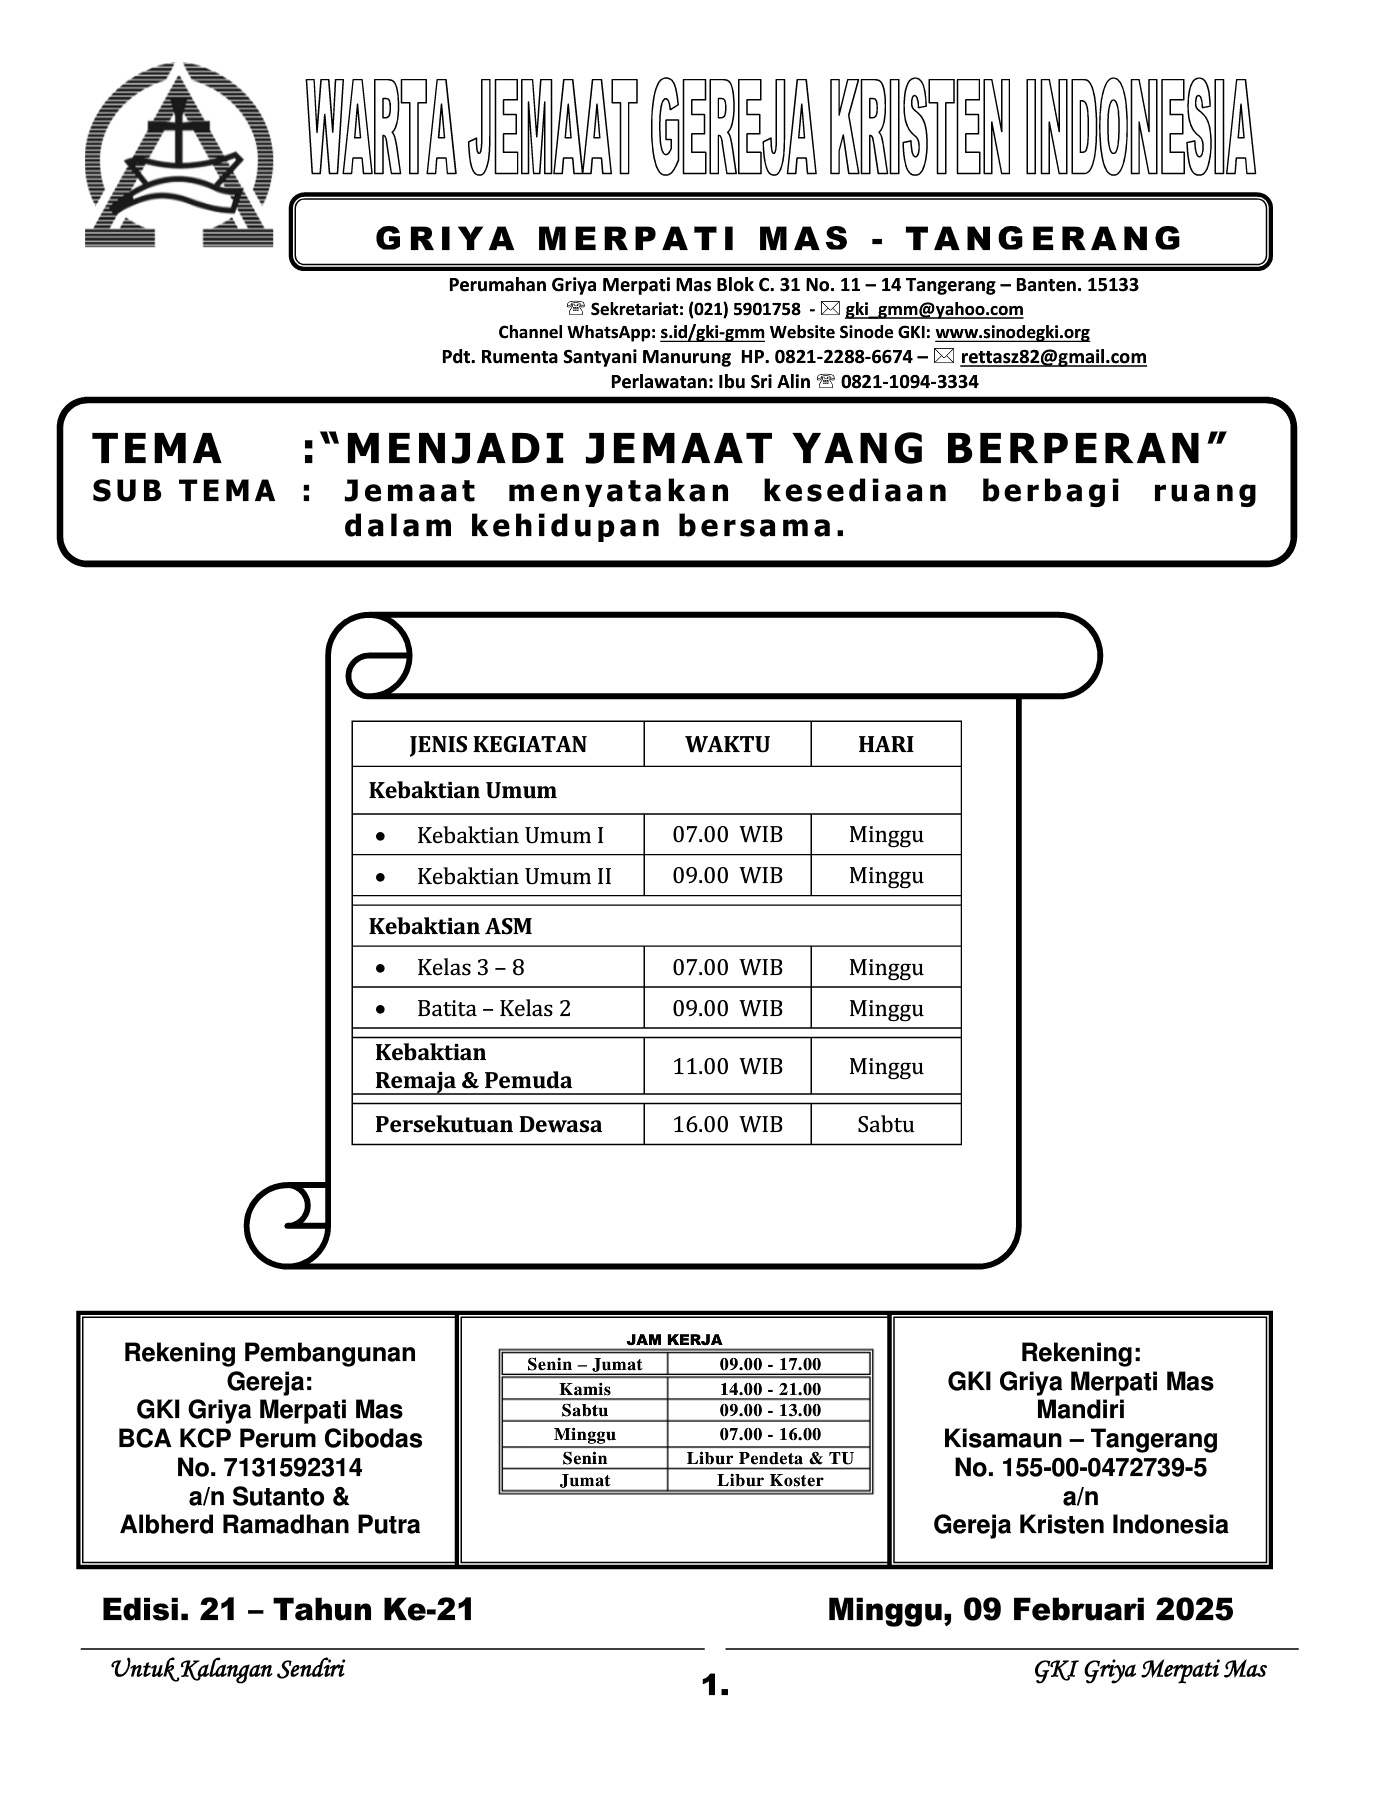 WARTA JEMAAT GEREJA KRISTEN INDONESIA
GRIYA MERPATI MAS - TANGERANG
Perumahan Griya Merpati Mas Blok C. 31 No. 11 – 14 Tangerang – Banten. 15133
☏ Sekretariat: (021) 5901758 - ✉ gki_gmm@yahoo.com
Channel WhatsApp: s.id/gki-gmm Website Sinode GKI: www.sinodegki.org
Pdt. Rumenta Santyani Manurung HP. 0821-2288-6674 – ✉ rettasz82@gmail.com
Perlawatan: Ibu Sri Alin ☏ 0821-1094-3334
TEMA :“MENJADI JEMAAT YANG BERPERAN”
SUB TEMA : Jemaat menyatakan kesediaan berbagi ruang
dalam kehidupan bersama.
JENIS KEGIATAN WAKTU HARI
Kebaktian Umum
• Kebaktian Umum I 07.00 WIB Minggu
• Kebaktian Umum II 09.00 WIB Minggu
Kebaktian ASM
• Kelas 3 – 8 07.00 WIB Minggu
• Batita – Kelas 2 09.00 WIB Minggu
Kebaktian
Remaja & Pemuda 11.00 WIB Minggu
Persekutuan Dewasa 16.00 WIB Sabtu
Rekening Pembangunan
Gereja:
GKI Griya Merpati Mas
BCA KCP Perum Cibodas
No. 7131592314
a/n Sutanto &
Albherd Ramadhan Putra
JAM KERJA
Senin – Jumat 09.00 - 17.00
Kamis 14.00 - 21.00
Sabtu 09.00 - 13.00
Minggu 07.00 - 16.00
Senin Libur Pendeta & TU
Jumat Libur Koster
Rekening:
GKI Griya Merpati Mas
Mandiri
Kisamaun – Tangerang
No. 155-00-0472739-5
a/n
Gereja Kristen Indonesia
Edisi. 21 – Tahun Ke-21 Minggu, 09 Februari 2025
Untuk Kalangan Sendiri GKI Griya Merpati Mas
1.